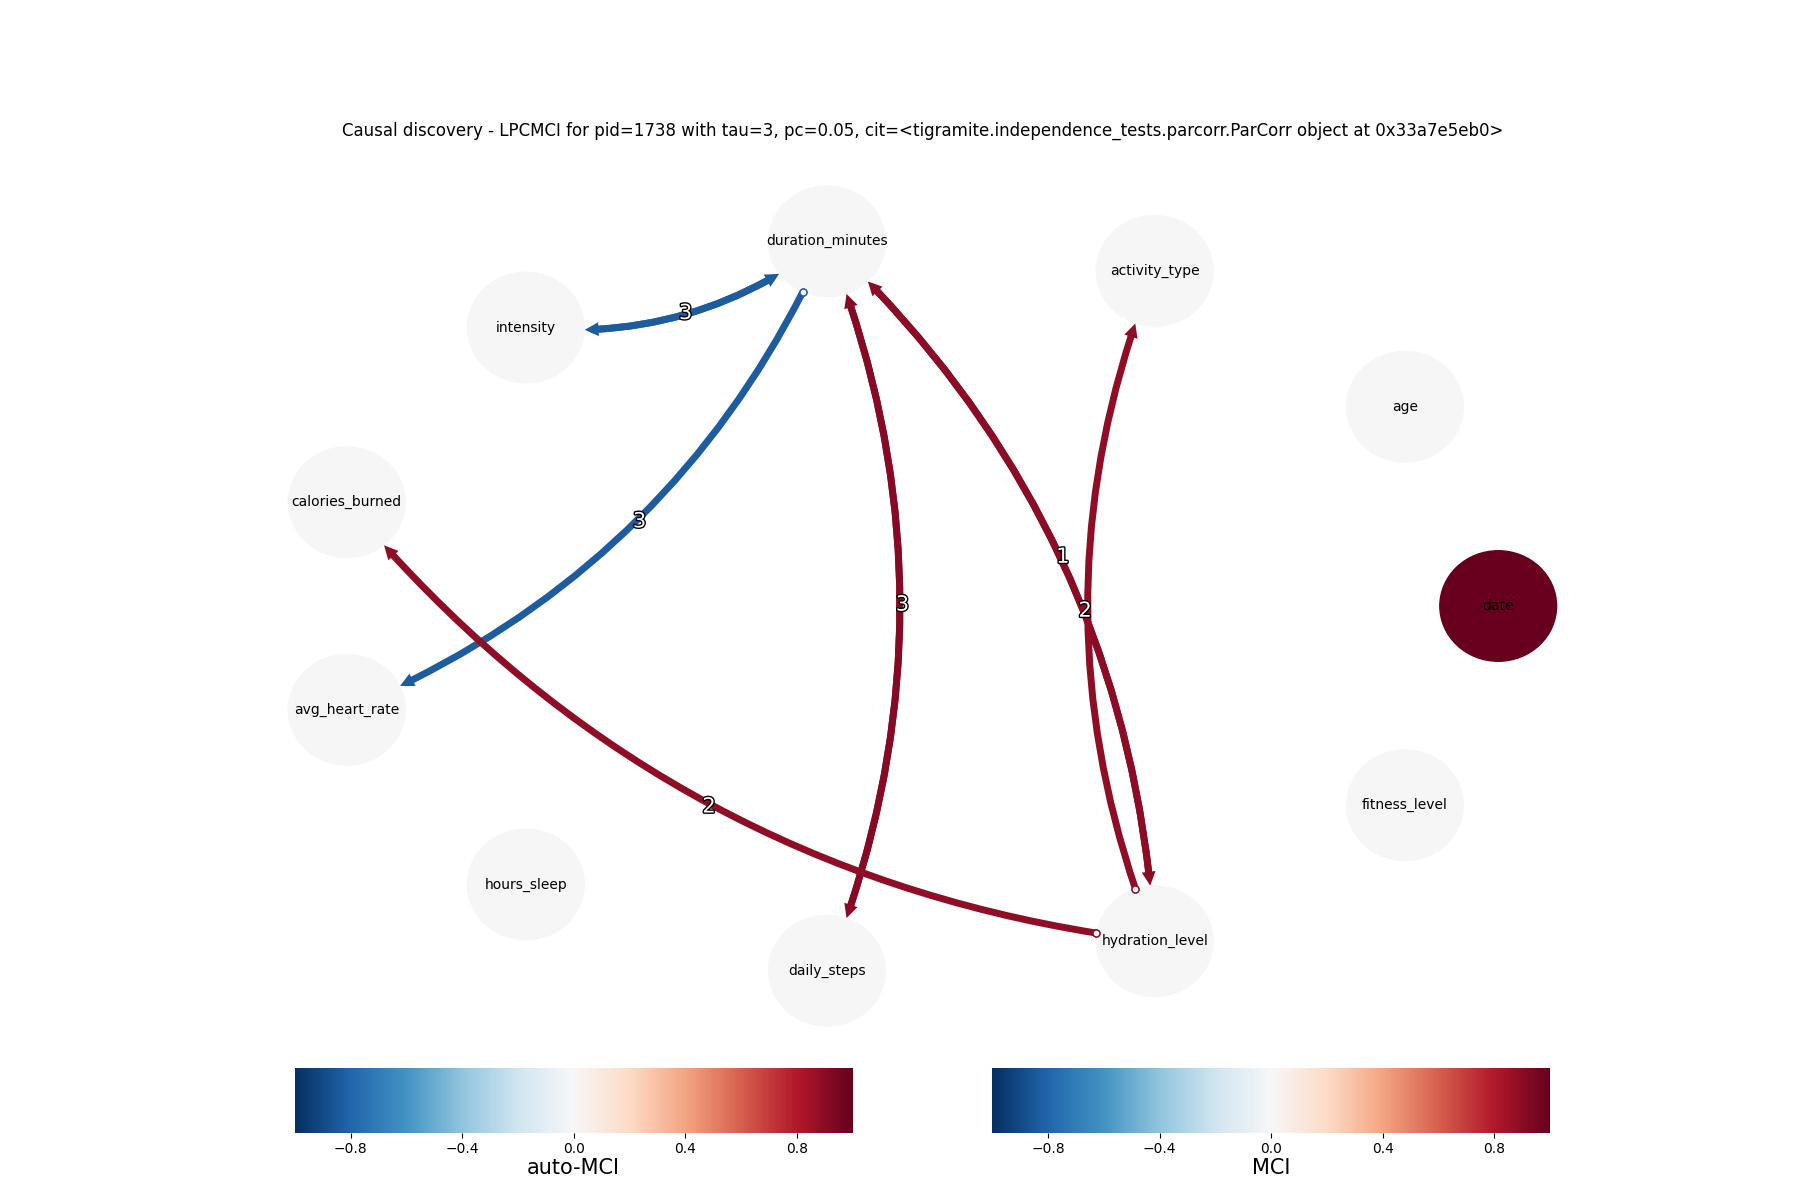 Causal discovery - LPCMCI for pid=1738 with tau=3, pc=0.05, cit=<tigramite.independence_tests.parcorr.ParCorr object at 0x33a7e5eb0>
duration_minutes
activity_type
intensity
3
age
calories_burned
3
1
date
3
2
avg_heart_rate
2
fitness_level
hours_sleep
hydration_level
daily_steps
−0.8 −0.4 0.0 0.4 0.8
auto-MCI
−0.8 −0.4 0.0 0.4 0.8
MCI